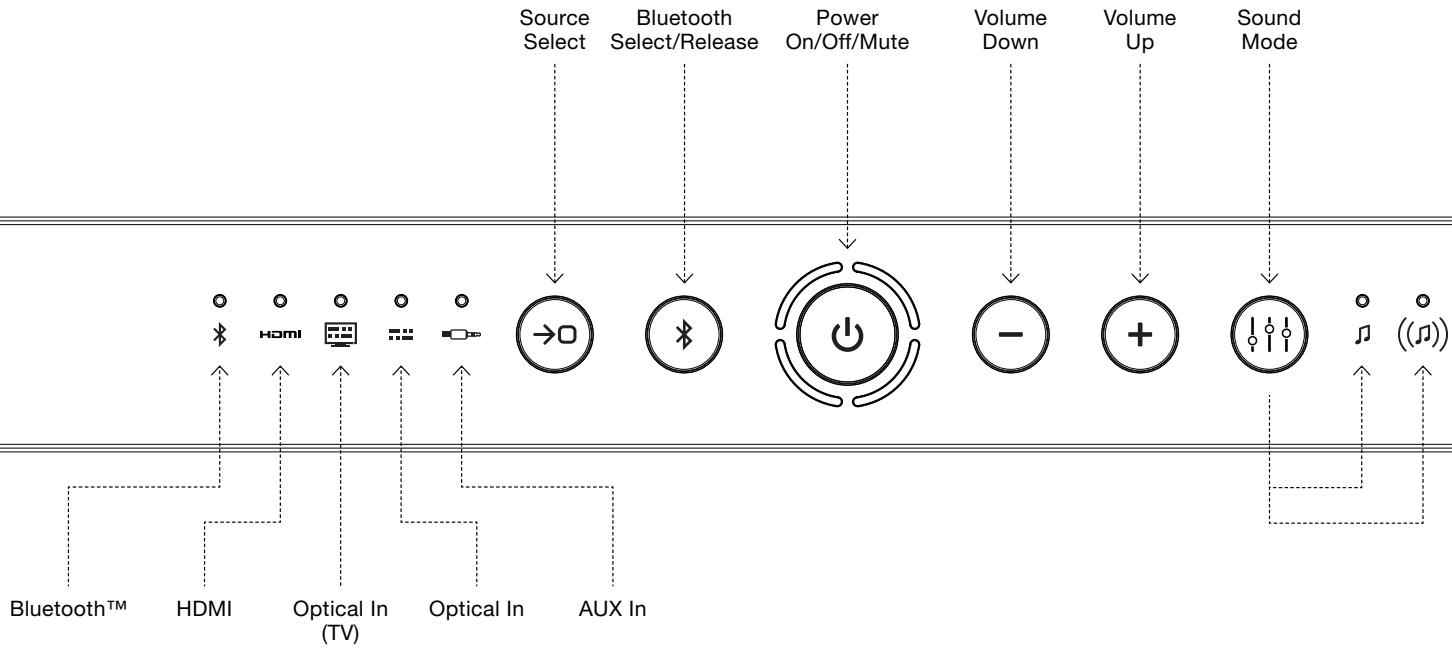 Source
Select
Bluetooth
Select/Release
Power
On/Off/Mute
Volume
Down
Volume
Up
Sound
Mode
HDMI
Bluetooth™
HDMI
Optical In
(TV)
Optical In
AUX In